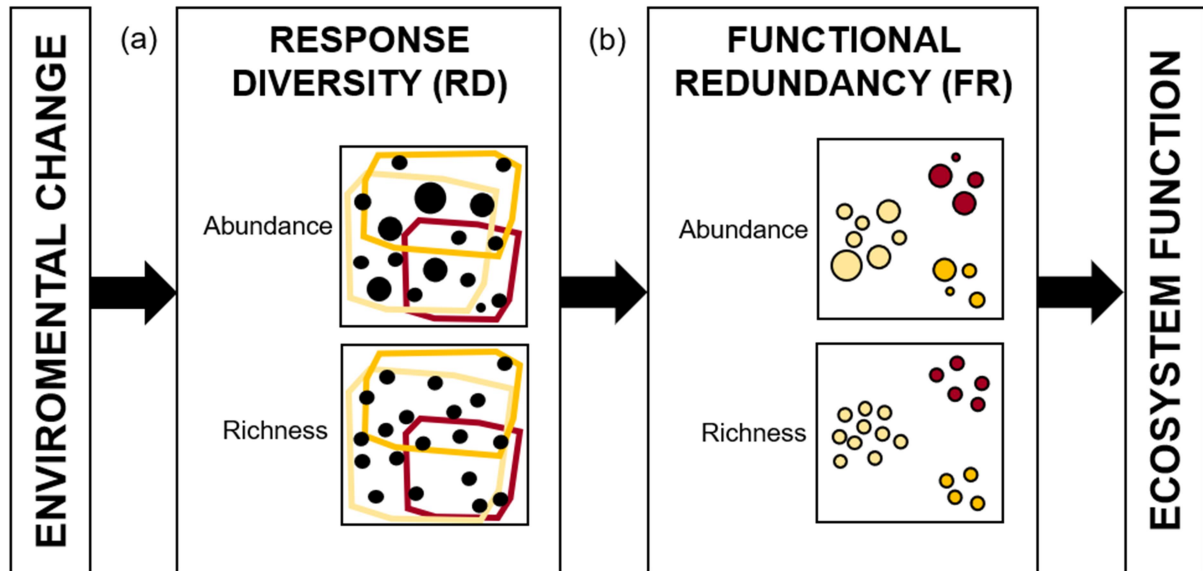 ENVIROMENTAL CHANGE
(a)
RESPONSE
DIVERSITY (RD)
Abundance
Richness
(b)
FUNCTIONAL
REDUNDANCY (FR)
Abundance
Richness
ECOSYSTEM FUNCTION